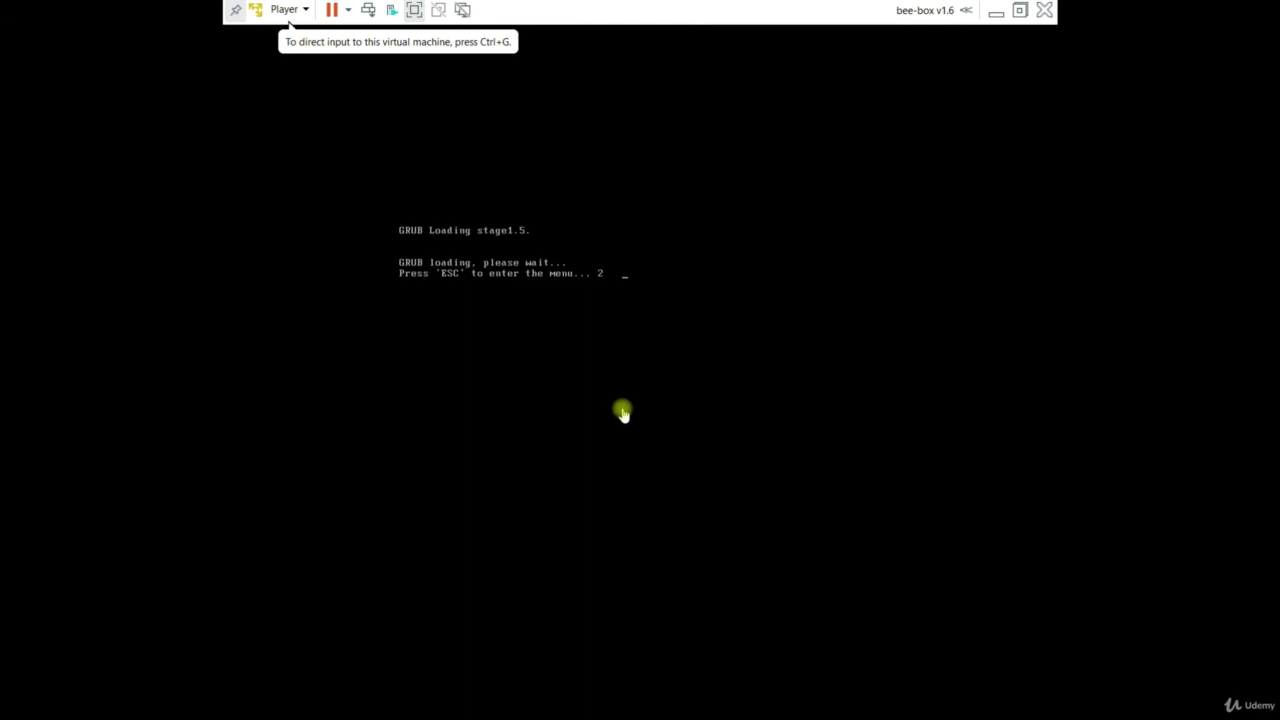 Player
bee-box v1.6
To direct input to this virtual machine, press Ctrl+G.
GRUB Loading stage1.5.
GRUB loading, please wait...
Press 'ESC' to enter the menu... 2 _
Udemy